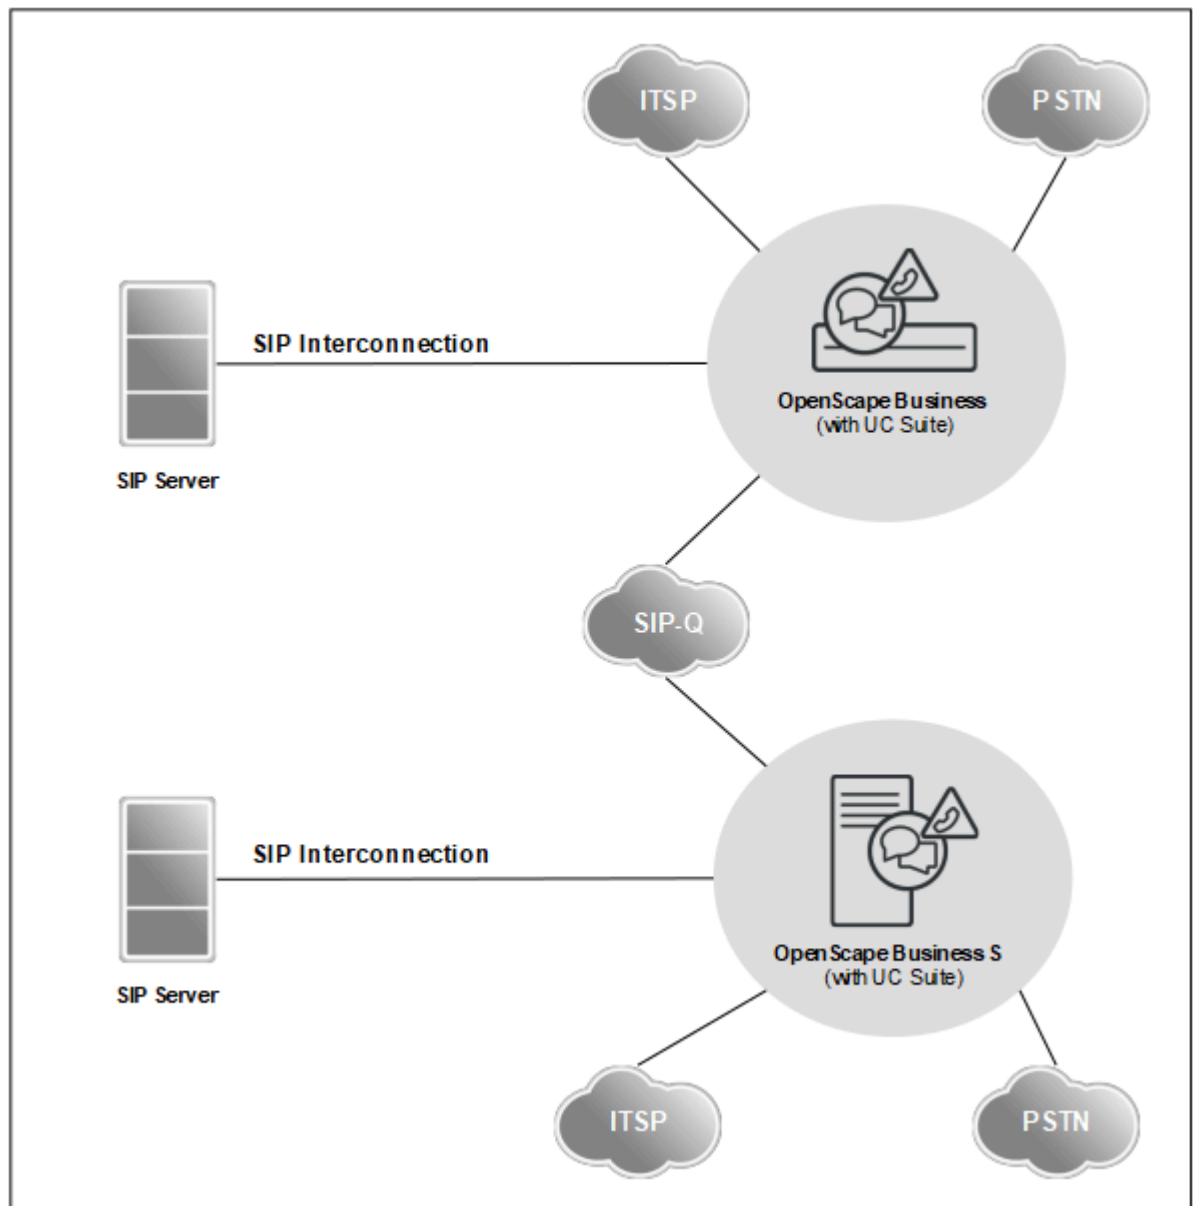 ITSP
PSTN
SIP Interconnection
OpenScape Business
(with UC Suite)
SIP Server
SIP-Q
SIP Interconnection
OpenScape Business S
(with UC Suite)
SIP Server
ITSP
PSTN